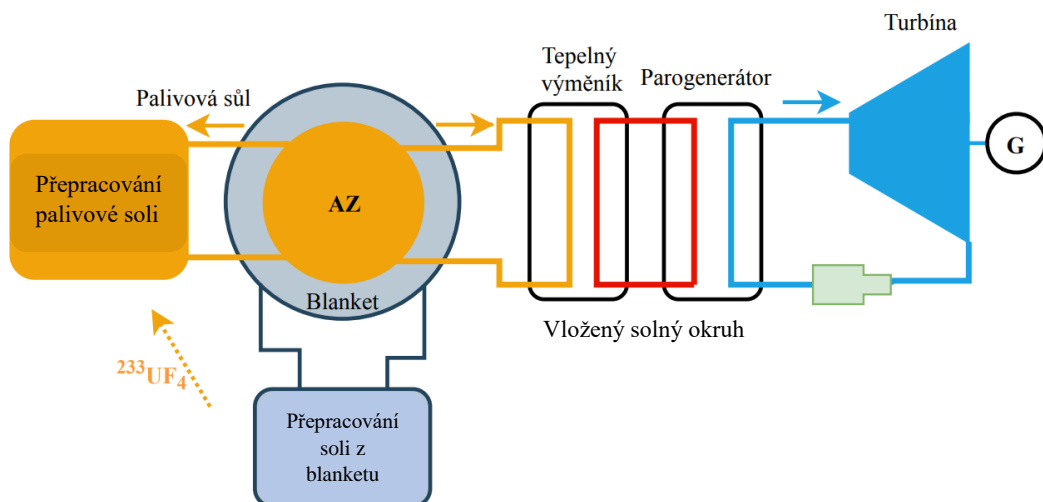 Turbína
Tepelný
výměník
Parogenerátor
Palivová sůl
G
Přepracování
palivové soli
AZ
Blanket
Vložený solný okruh
²³³UF₄
Přepracování
soli z
blanketu